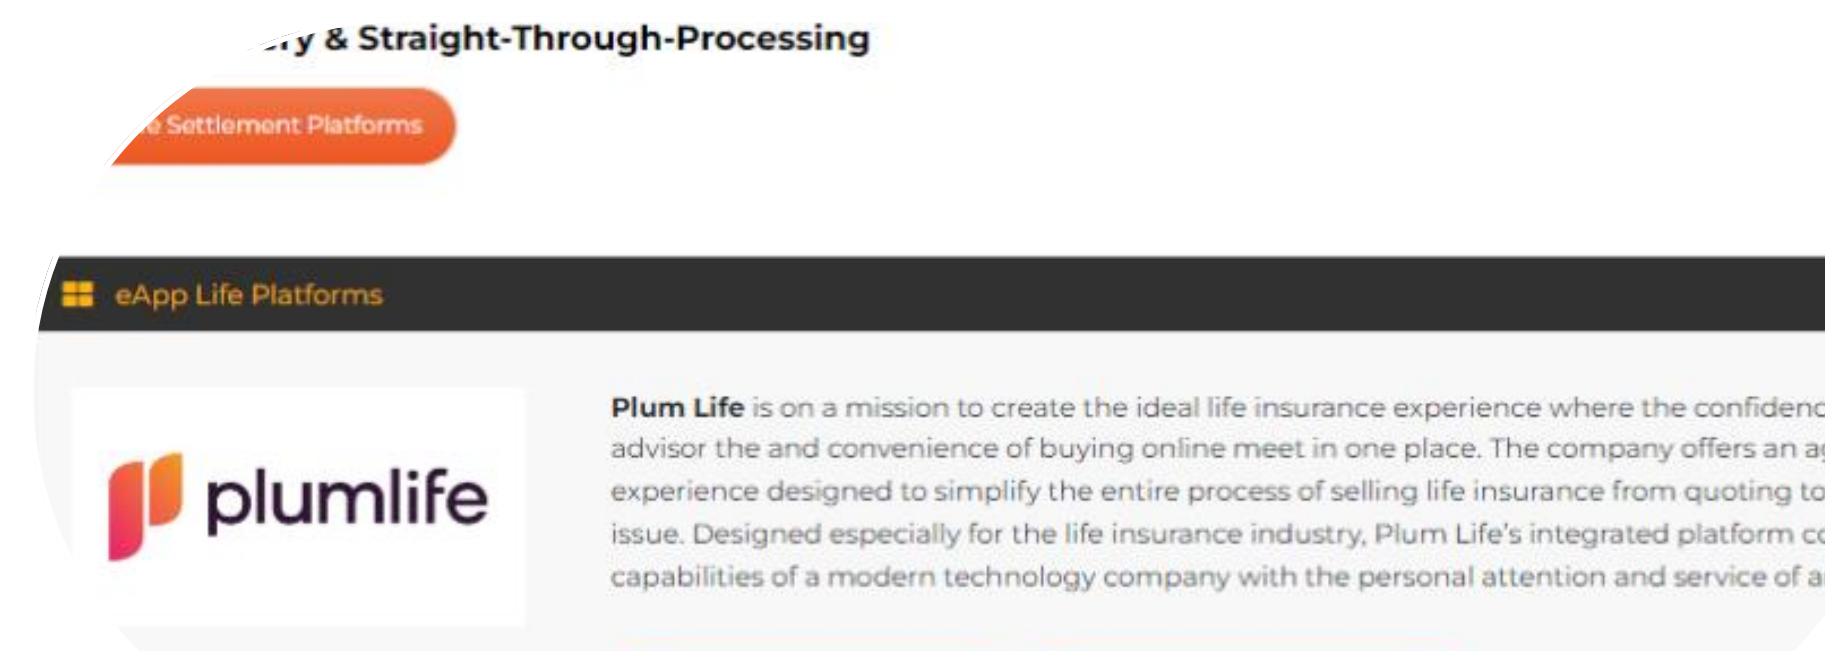 & Straight-Through-Processing
Settlement Platforms
eApp Life Platforms
plumlife
Plum Life is on a mission to create the ideal life insurance experience where the
advisor the and convenience of buying online meet in one place. The company offers an
experience designed to simplify the entire process of selling life insurance from quoting to
issue. Designed especially for the life insurance industry, Plum Life's integrated platform
capabilities of a modern technology company with the personal attention and service of